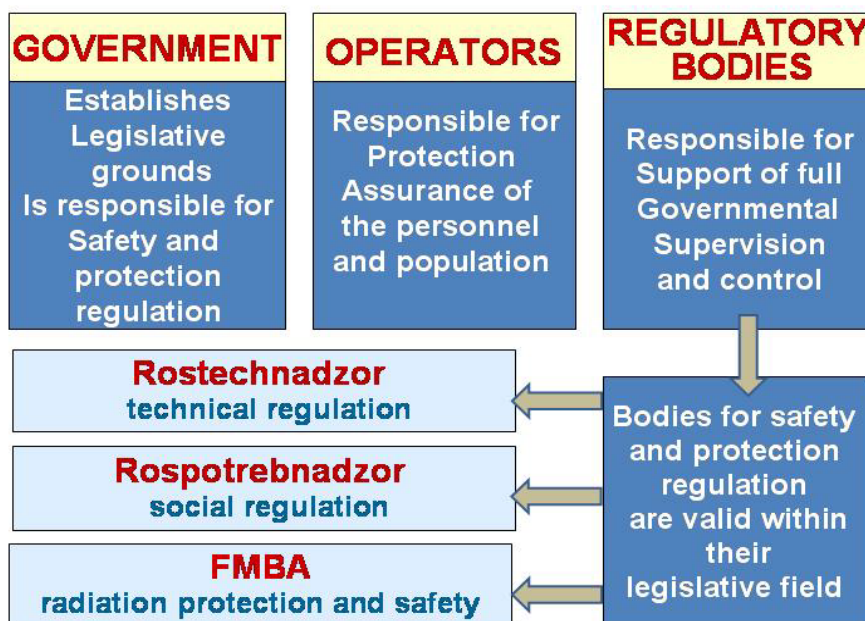 GOVERNMENT
Establishes
Legislative
grounds
Is responsible for
Safety and
protection
regulation
OPERATORS
Responsible for
Protection
Assurance of
the personnel
and population
REGULATORY
BODIES
Responsible for
Support of full
Governmental
Supervision
and control
Bodies for safety
and protection
regulation
are valid within
their
legislative field
Rostechnadzor
technical regulation
Rospotrebnadzor
social regulation
FMBA
radiation protection and safety